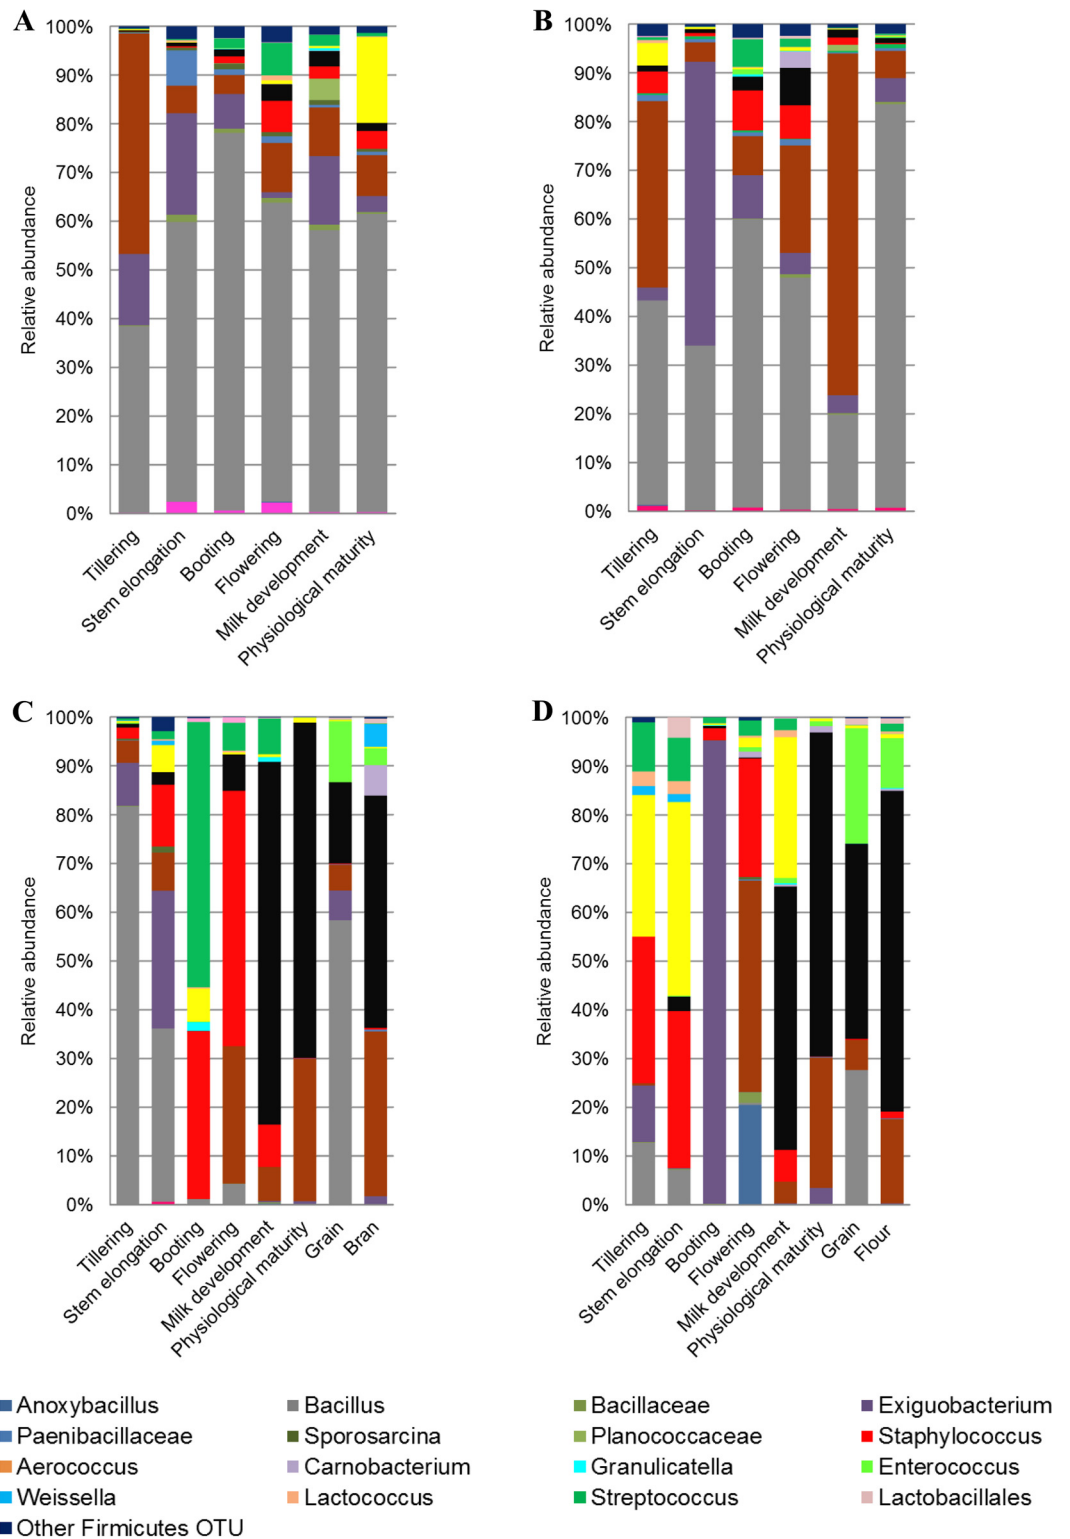 A
100%
90%
80%
70%
60%
50%
40%
30%
20%
10%
0%
Relative abundance
Tillering
Stem elongation
Booting
Flowering
Milk development
Physiological maturity
B
100%
90%
80%
70%
60%
50%
40%
30%
20%
10%
0%
Relative abundance
Tillering
Stem elongation
Booting
Flowering
Milk development
Physiological maturity
C
100%
90%
80%
70%
60%
50%
40%
30%
20%
10%
0%
Relative abundance
Tillering
Stem elongation
Booting
Flowering
Milk development
Physiological maturity
Grain
Bran
D
100%
90%
80%
70%
60%
50%
40%
30%
20%
10%
0%
Relative abundance
Tillering
Stem elongation
Booting
Flowering
Milk development
Physiological maturity
Grain
Flour
Anoxybacillus Bacillus Bacillaceae Exiguobacterium
Paenibacillaceae Sporosarcina Planococcaceae Staphylococcus
Aerococcus Carnobacterium Granulicatella Enterococcus
Weissella Lactococcus Streptococcus Lactobacillales
Other Firmicutes OTU